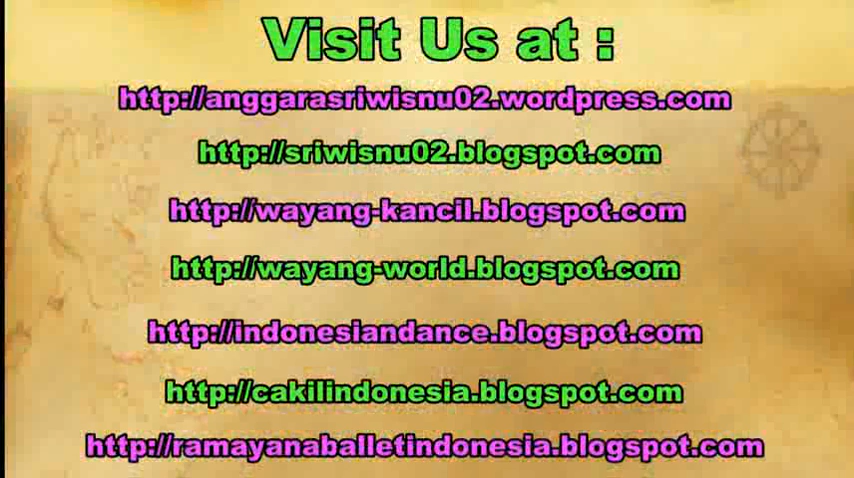 Visit Us at :
http://anggarasriwisnu02.wordpress.com
http://sriwisnu02.blogspot.com
http://wayang-kancil.blogspot.com
http://wayang-world.blogspot.com
http://indonesiandance.blogspot.com
http://cakilindonesia.blogspot.com
http://ramayanaballetindonesia.blogspot.com